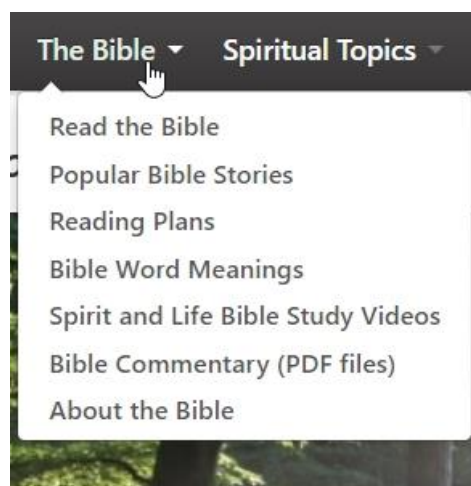 The Bible Spiritual Topics
Read the Bible
Popular Bible Stories
Reading Plans
Bible Word Meanings
Spirit and Life Bible Study Videos
Bible Commentary (PDF files)
About the Bible